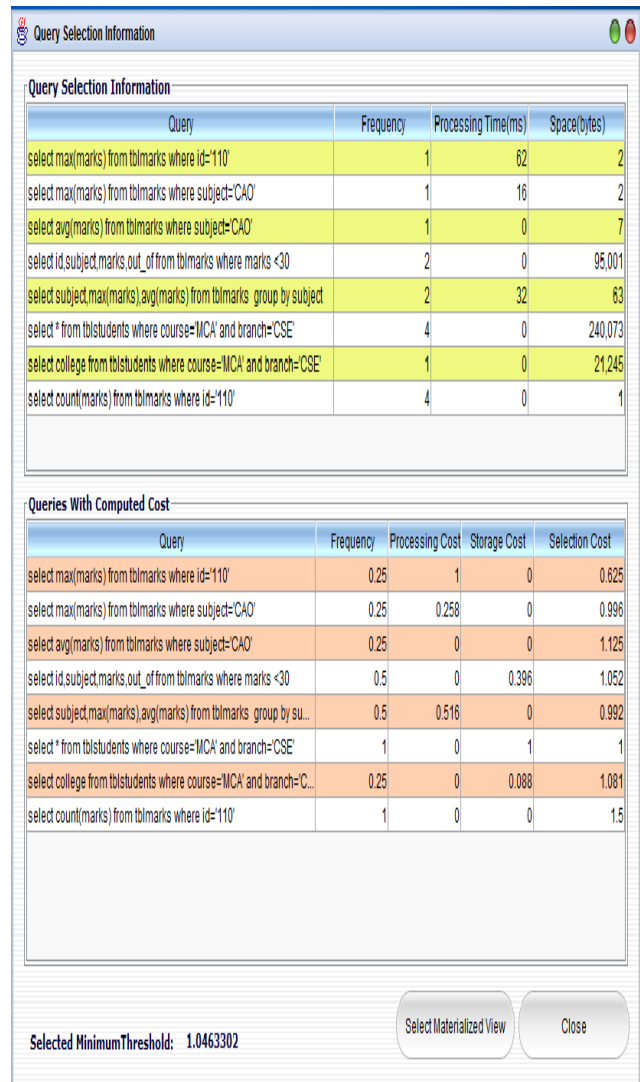 Query Selection Information
Query Selection Information
Query Frequency Processing Time(ms) Space(bytes)
select max(marks) from tblmarks where id='110' 1 62 2
select max(marks) from tblmarks where subject='CAO' 1 16 2
select avg(marks) from tblmarks where subject='CAO' 1 0 7
select id,subject,marks,out_of from tblmarks where marks <30 2 0 95,001
select subject,max(marks),avg(marks) from tblmarks group by subject 2 32 63
select * from tblstudents where course='MCA' and branch='CSE' 4 0 240,073
select college from tblstudents where course='MCA' and branch='CSE' 1 0 21,245
select count(marks) from tblmarks where id='110' 4 0 1
Queries With Computed Cost
Query Frequency Processing Cost Storage Cost Selection Cost
select max(marks) from tblmarks where id='110' 0.25 1 0 0.625
select max(marks) from tblmarks where subject='CAO' 0.25 0.258 0 0.996
select avg(marks) from tblmarks where subject='CAO' 0.25 0 0 1.125
select id,subject,marks,out_of from tblmarks where marks <30 0.5 0 0.396 1.052
select subject,max(marks),avg(marks) from tblmarks group by su... 0.5 0.516 0 0.992
select * from tblstudents where course='MCA' and branch='CSE' 1 0 1 1
select college from tblstudents where course='MCA' and branch='C... 0.25 0 0.088 1.081
select count(marks) from tblmarks where id='110' 1 0 0 1.5
Selected MinimumThreshold: 1.0463302
Select Materialized View
Close